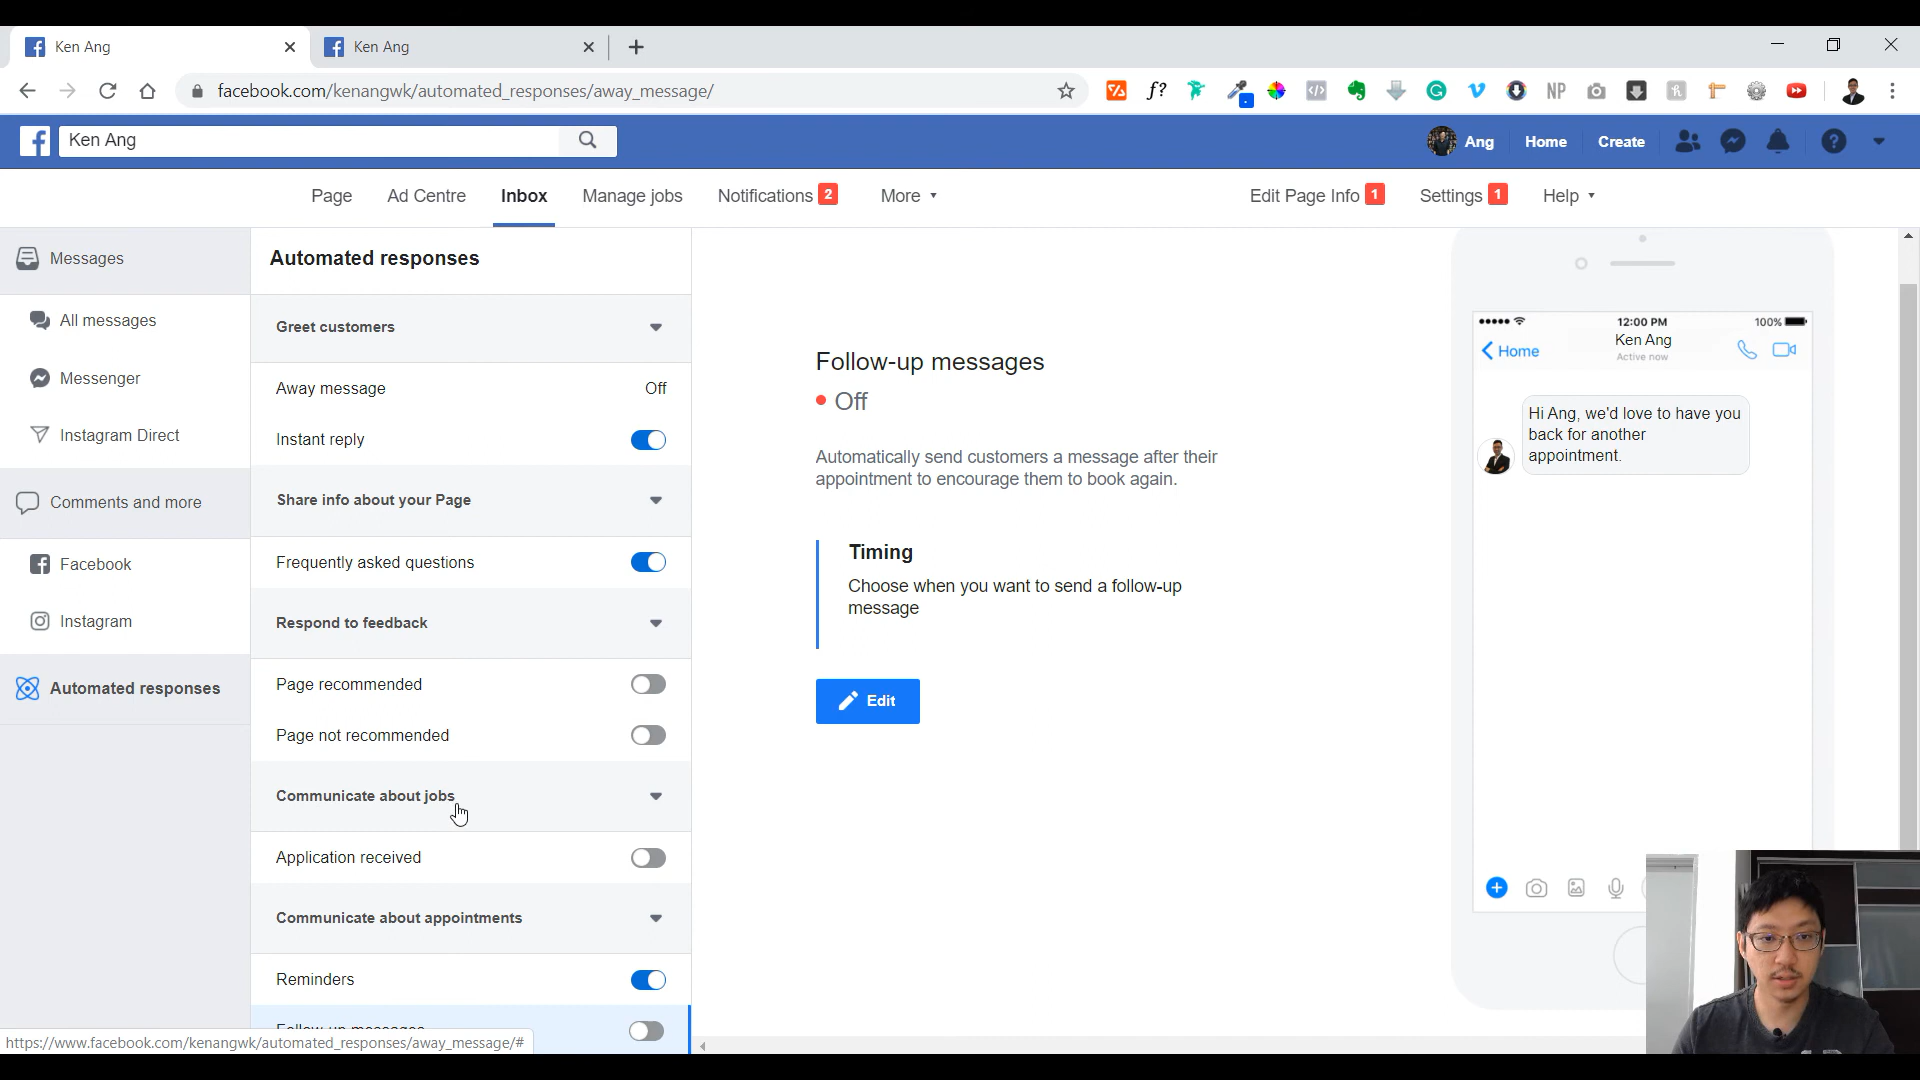 Ken Ang
Ken Ang
facebook.com/kenangwk/automated_responses/away_message/
f?
NP
Ken Ang
Ang
Home
Create
Page
Ad Centre
Inbox
Manage jobs
Notifications 2
More
Edit Page Info 1
Settings 1
Help
Messages
All messages
Messenger
Instagram Direct
Comments and more
Facebook
Instagram
Automated responses
Automated responses
Greet customers
Away message Off
Instant reply
Share info about your Page
Frequently asked questions
Respond to feedback
Page recommended
Page not recommended
Communicate about jobs
Application received
Communicate about appointments
Reminders
Follow-up messages
https://www.facebook.com/kenangwk/automated_responses/away_message/#
Follow-up messages
Off
Automatically send customers a message after their
appointment to encourage them to book again.
Timing
Choose when you want to send a follow-up
message
Edit
12:00 PM
100%
Home
Ken Ang
Active now
Hi Ang, we'd love to have you
back for another
appointment.